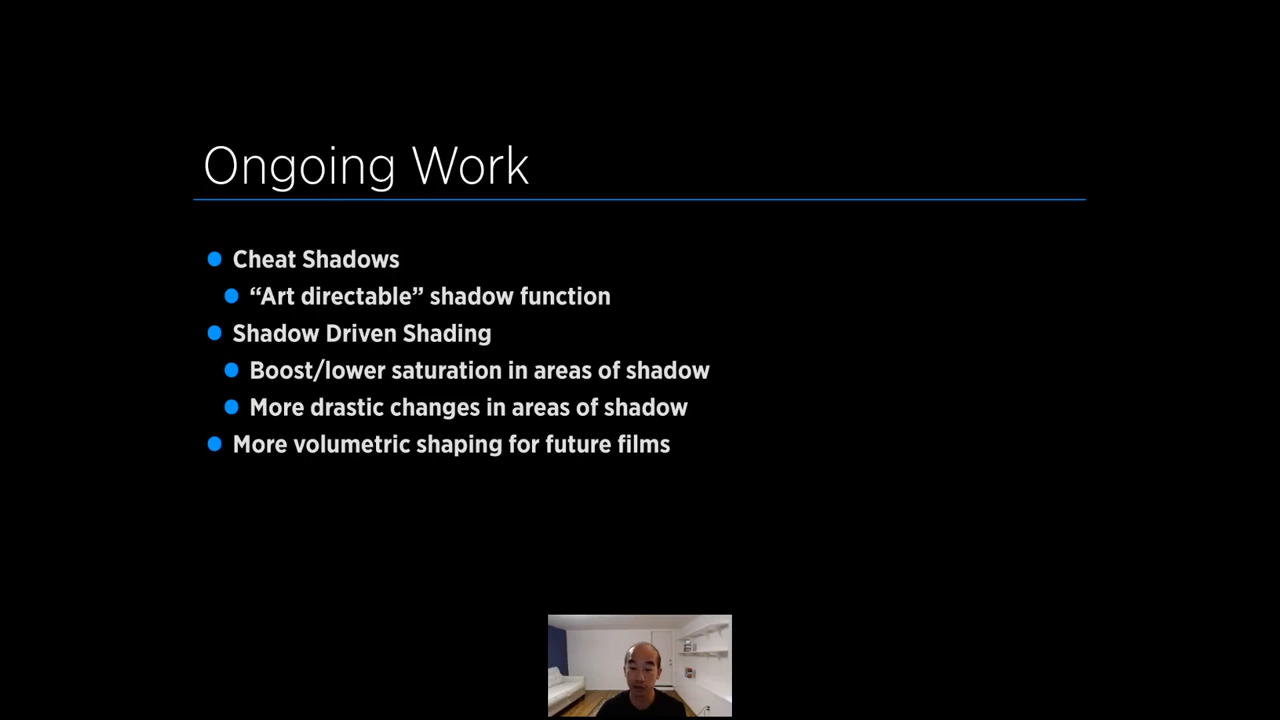 Ongoing Work
Cheat Shadows
“Art directable” shadow function
Shadow Driven Shading
Boost/lower saturation in areas of shadow
More drastic changes in areas of shadow
More volumetric shaping for future films